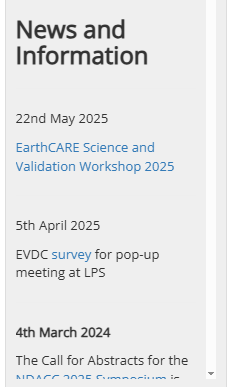 News and
Information
22nd May 2025
EarthCARE Science and
Validation Workshop 2025
5th April 2025
EVDC survey for pop-up
meeting at LPS
4th March 2024
The Call for Abstracts for the
NDACC 2025 Symposium is